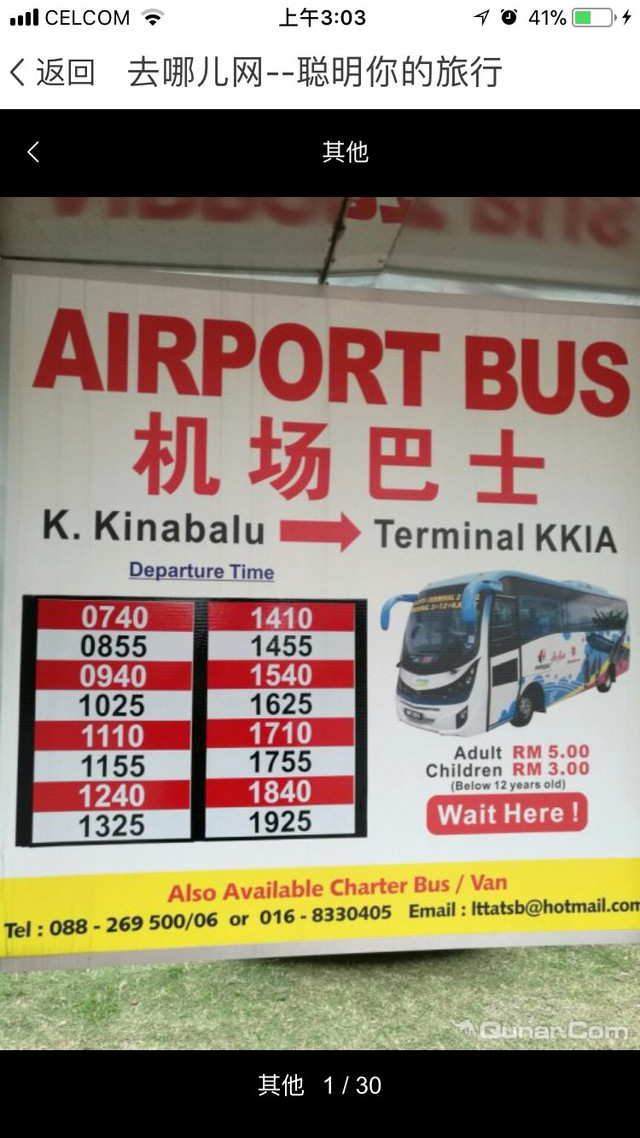 CELCOM 上午3:03 41%
返回 去哪儿网--聪明你的旅行
其他
AIRPORT BUS
机场巴士
K. Kinabalu Terminal KKIA
Departure Time
0740 1410
0855 1455
0940 1540
1025 1625
1110 1710
1155 1755
1240 1840
1325 1925
Adult RM 5.00
Children RM 3.00
(Below 12 years old)
Wait Here !
Also Available Charter Bus / Van
Tel : 088 - 269 500/06 or 016 - 8330405 Email : lttatsb@hotmail.com
Qunar.Com
其他 1 / 30